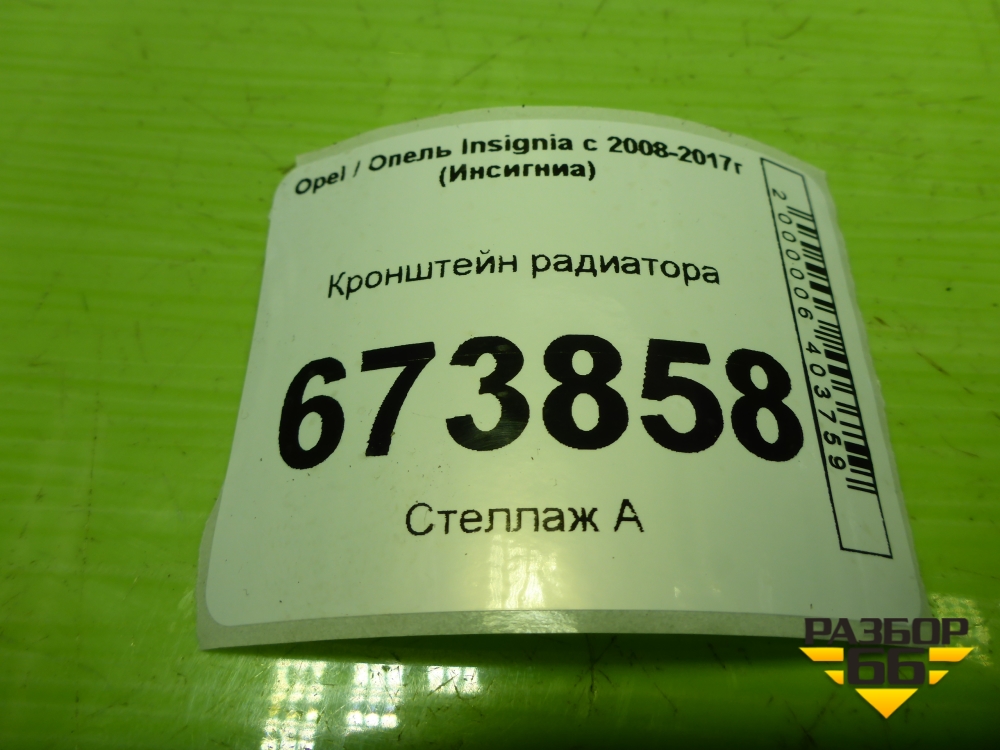 Opel / Опель Insignia с 2008-2017г
(Инсигниа)
Кронштейн радиатора
673858
Стеллаж А
2000006403759
РАЗБОР
66